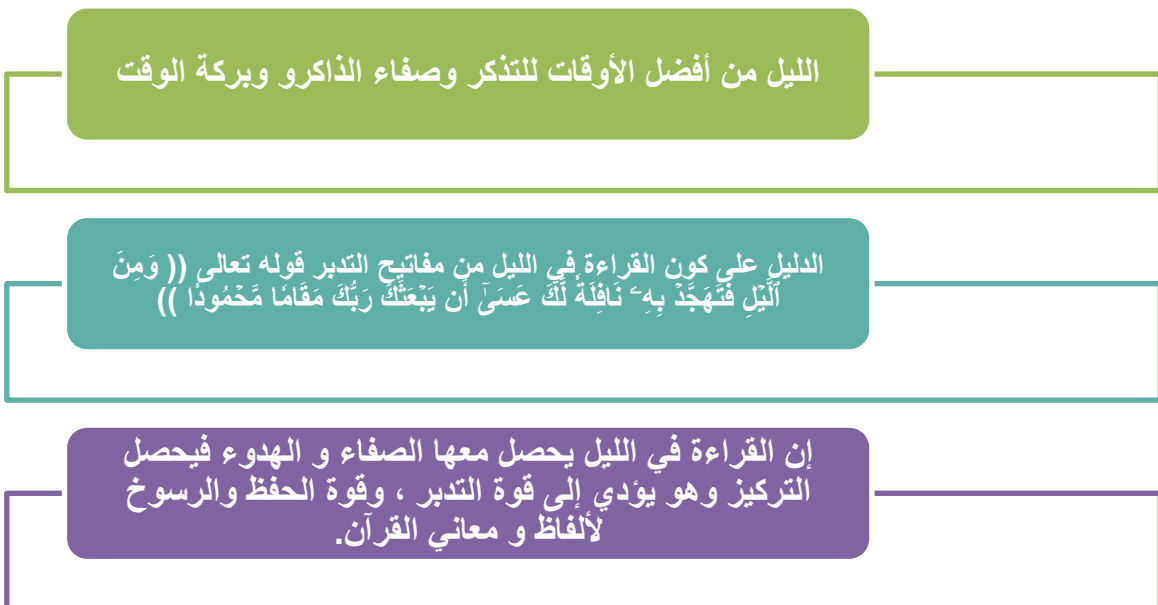 الليل من أفضل الأوقات للتذكر وصفاء الذاكرو وبركة الوقت
الدليل على كون القراءة في الليل من مفاتيح التدبر قوله تعالى (( وَمِنَ
ٱلَّيۡلِ فَتَهَجَّدۡ بِهِۦ نَافِلَةٗ لَّكَ عَسَىٰٓ أَن يَبۡعَثَكَ رَبُّكَ مَقَامٗا مَّحۡمُودٗا ))
إن القراءة في الليل يحصل معها الصفاء و الهدوء فيحصل
التركيز وهو يؤدي إلى قوة التدبر ، وقوة الحفظ والرسوخ
لألفاظ و معاني القرآن.